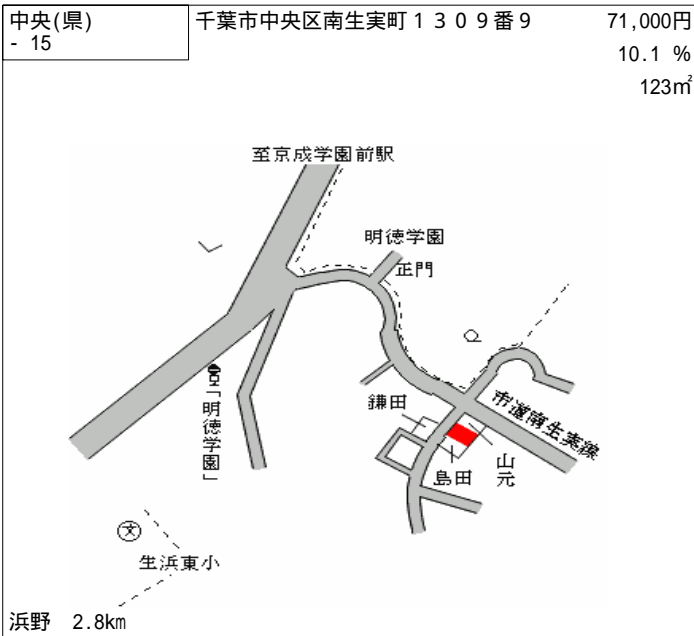 中央(県)
- 15
千葉市中央区南生実町１３０９番９
71,000円
10.1 %
123㎡
至京成学園前駅
明徳学園
正門
「明徳学園」
鎌田
島田
山元
市道南生実線
文
生浜東小
浜野 2.8km